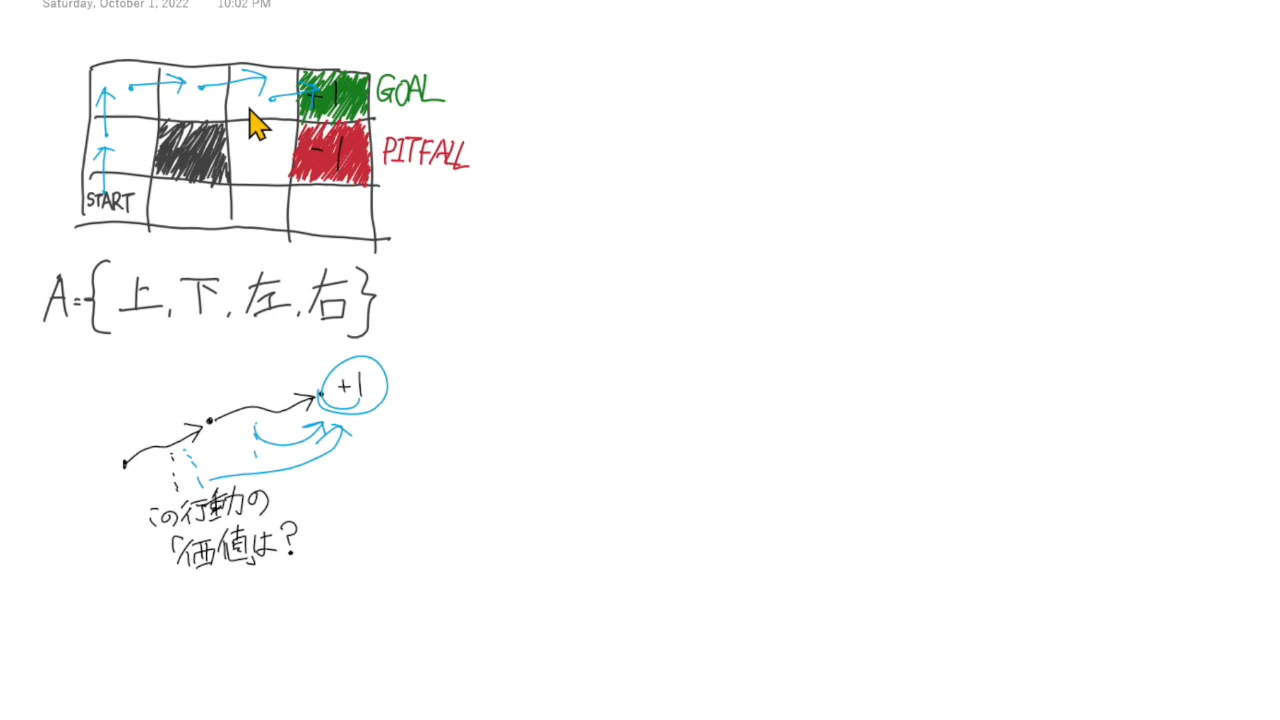 Saturday, October 1, 2022 10:02 PM
+1 GOAL
-1 PITFALL
START
A={上,下,左,右}
+1
この行動の
「価値」は?